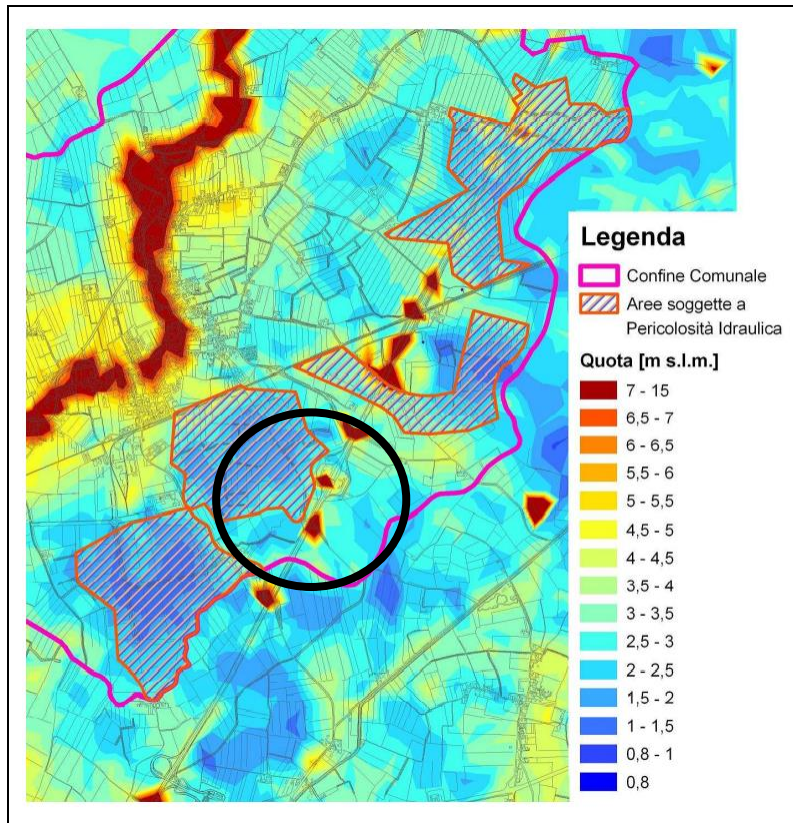 Legenda
Confine Comunale
Aree soggette a
Pericolosità Idraulica
Quota [m s.l.m.]
7 - 15
6,5 - 7
6 - 6,5
5,5 - 6
5 - 5,5
4,5 - 5
4 - 4,5
3,5 - 4
3 - 3,5
2,5 - 3
2 - 2,5
1,5 - 2
1 - 1,5
0,8 - 1
0,8